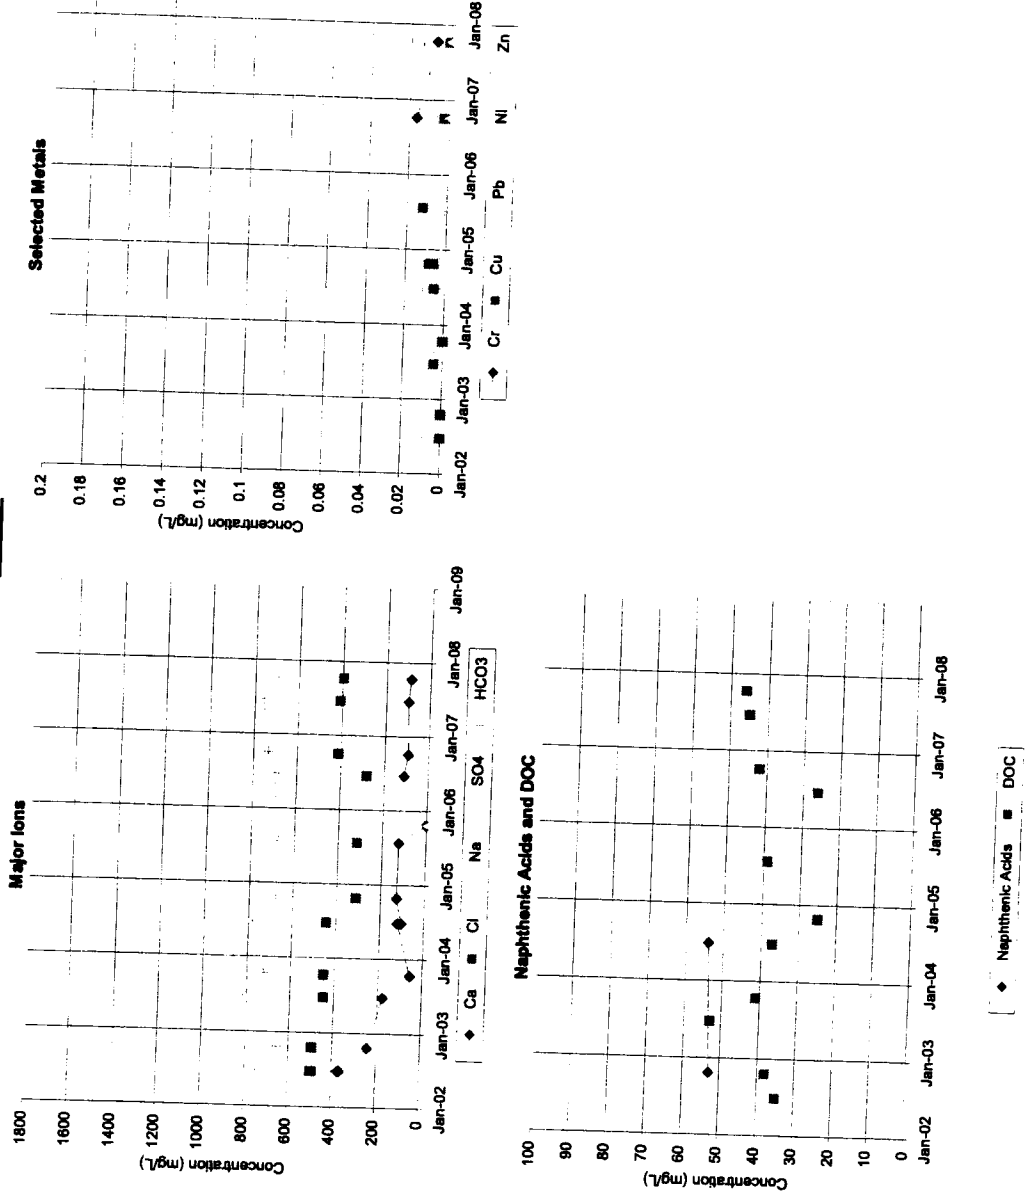 Major Ions
Concentration (mg/L)
1800
1600
1400
1200
1000
800
600
400
200
0
Jan-02 Jan-03 Jan-04 Jan-05 Jan-06 Jan-07 Jan-08 Jan-09
Ca Cl Na SO4 HCO3
Selected Metals
Concentration (mg/L)
0.2
0.18
0.16
0.14
0.12
0.1
0.08
0.06
0.04
0.02
0
Jan-02 Jan-03 Jan-04 Jan-05 Jan-06 Jan-07 Jan-08
Cr Cu Pb Ni Zn
Naphthenic Acids and DOC
Concentration (mg/L)
100
90
80
70
60
50
40
30
20
10
0
Jan-02 Jan-03 Jan-04 Jan-05 Jan-06 Jan-07 Jan-08
Naphthenic Acids DOC